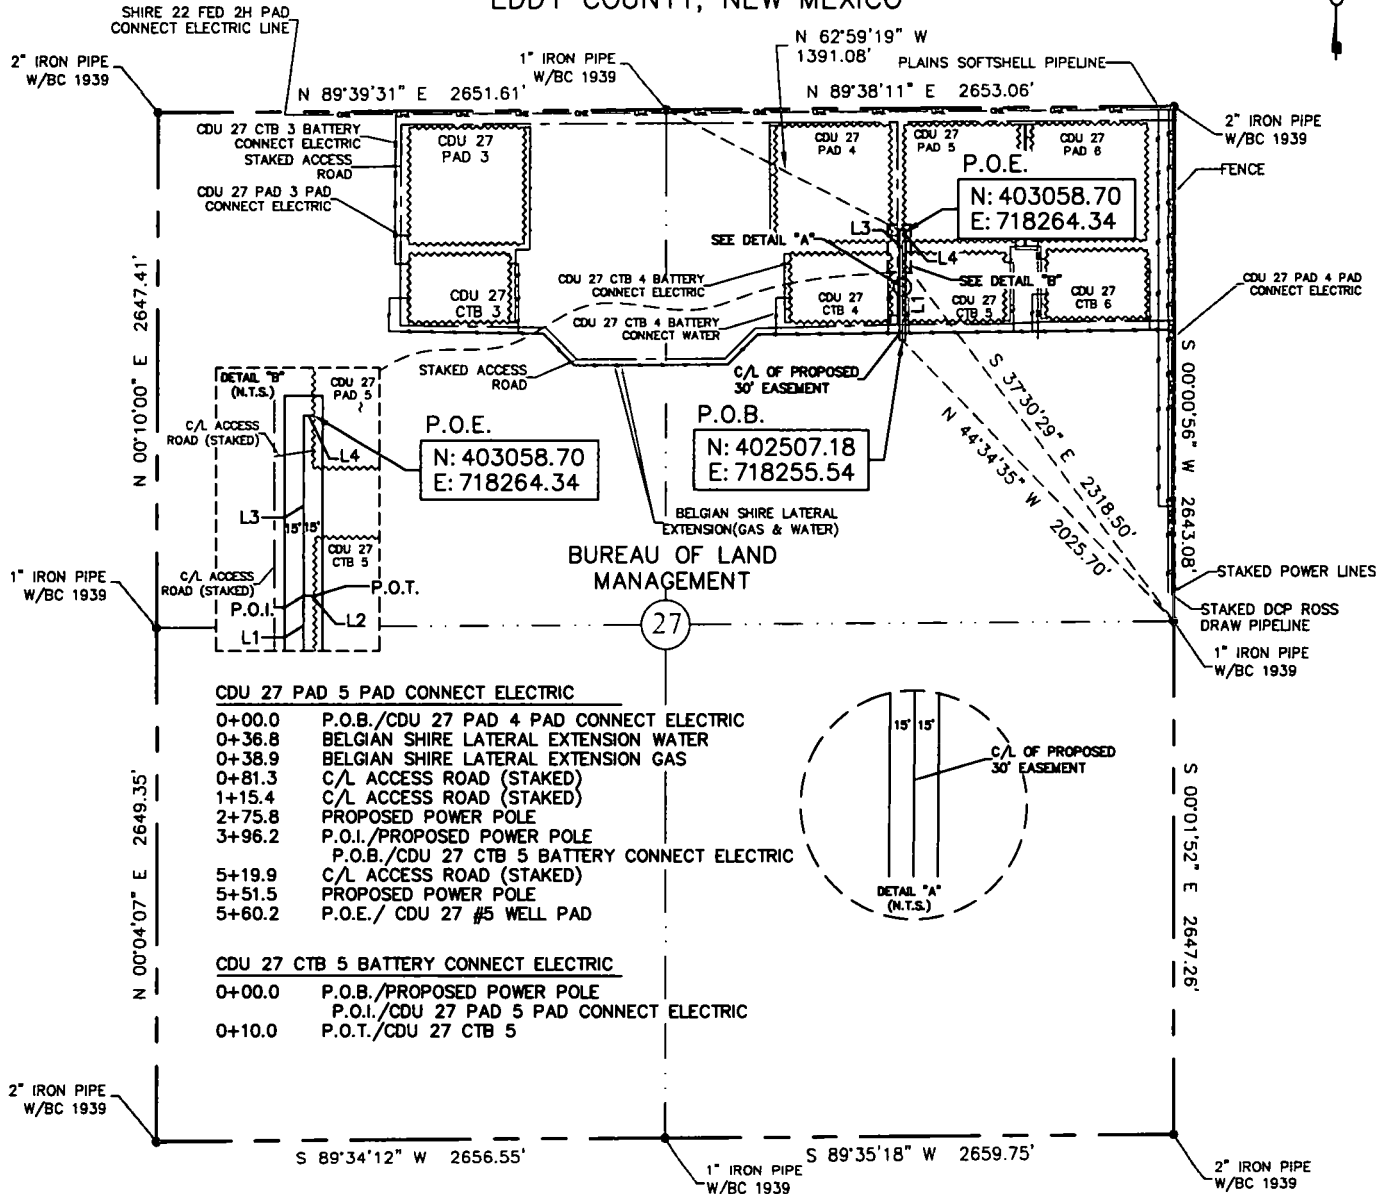 EDDY COUNTY, NEW MEXICO
SHIRE 22 FED 2H PAD
CONNECT ELECTRIC LINE
2" IRON PIPE
W/BC 1939
1" IRON PIPE
W/BC 1939
N 62°59'19" W
1391.08'
PLAINS SOFTSHELL PIPELINE
N 89°39'31" E 2651.61'
N 89°38'11" E 2653.06'
2" IRON PIPE
W/BC 1939
FENCE
CDU 27 CTB 3 BATTERY
CONNECT ELECTRIC
STAKED ACCESS
ROAD
CDU 27 PAD 3 PAD
CONNECT ELECTRIC
CDU 27
PAD 3
CDU 27
PAD 4
CDU 27
PAD 5
CDU 27
PAD 6
P.O.E.
N: 403058.70
E: 718264.34
L3
L4
SEE DETAIL "A"
SEE DETAIL "B"
CDU 27 CTB 4 BATTERY
CONNECT ELECTRIC
CDU 27 CTB 4 BATTERY
CONNECT WATER
CDU 27
CTB 3
CDU 27
CTB 4
L1
CDU 27
CTB 5
CDU 27
CTB 6
CDU 27 PAD 4 PAD
CONNECT ELECTRIC
N 00°10'00" E 2647.41'
S 00°00'56" W 2643.08'
STAKED ACCESS
ROAD
C/L OF PROPOSED
30' EASEMENT
S 37°30'29" E 2318.50'
N 44°34'35" W 2025.70'
DETAIL "B"
(N.T.S.)
CDU 27
PAD 5
C/L ACCESS
ROAD (STAKED)
L4
P.O.E.
N: 403058.70
E: 718264.34
P.O.B.
N: 402507.18
E: 718255.54
L3
15' 15'
CDU 27
CTB 5
C/L ACCESS
ROAD (STAKED)
P.O.I.
P.O.T.
L1
L2
BELGIAN SHIRE LATERAL
EXTENSION(GAS & WATER)
BUREAU OF LAND
MANAGEMENT
27
1" IRON PIPE
W/BC 1939
STAKED POWER LINES
STAKED DCP ROSS
DRAW PIPELINE
1" IRON PIPE
W/BC 1939
CDU 27 PAD 5 PAD CONNECT ELECTRIC
0+00.0 P.O.B./CDU 27 PAD 4 PAD CONNECT ELECTRIC
0+36.8 BELGIAN SHIRE LATERAL EXTENSION WATER
0+38.9 BELGIAN SHIRE LATERAL EXTENSION GAS
0+81.3 C/L ACCESS ROAD (STAKED)
1+15.4 C/L ACCESS ROAD (STAKED)
2+75.8 PROPOSED POWER POLE
3+96.2 P.O.I./PROPOSED POWER POLE
P.O.B./CDU 27 CTB 5 BATTERY CONNECT ELECTRIC
5+19.9 C/L ACCESS ROAD (STAKED)
5+51.5 PROPOSED POWER POLE
5+60.2 P.O.E./ CDU 27 #5 WELL PAD
CDU 27 CTB 5 BATTERY CONNECT ELECTRIC
0+00.0 P.O.B./PROPOSED POWER POLE
P.O.I./CDU 27 PAD 5 PAD CONNECT ELECTRIC
0+10.0 P.O.T./CDU 27 CTB 5
15' 15'
C/L OF PROPOSED
30' EASEMENT
DETAIL "A"
(N.T.S.)
N 00°04'07" E 2649.35'
S 00°01'52" E 2647.26'
2" IRON PIPE
W/BC 1939
S 89°34'12" W 2656.55'
1" IRON PIPE
W/BC 1939
S 89°35'18" W 2659.75'
2" IRON PIPE
W/BC 1939